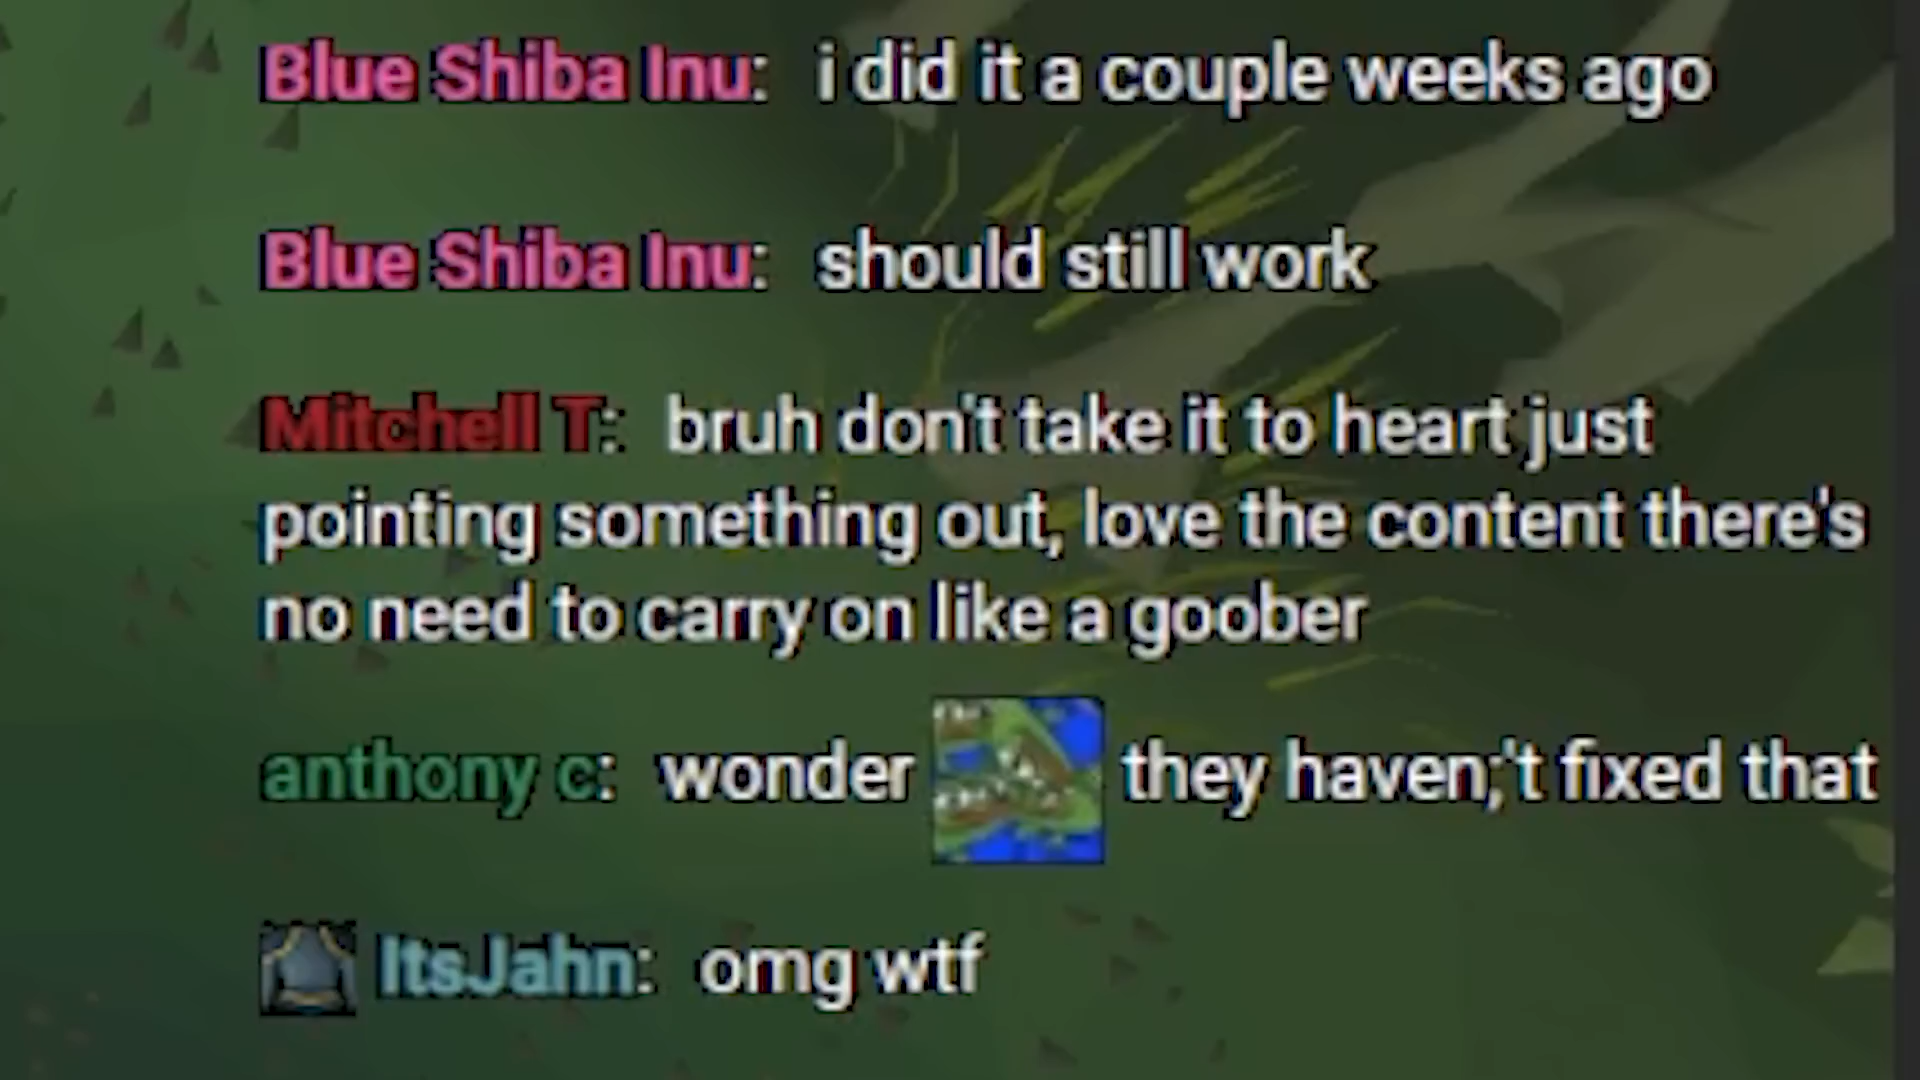 Blue Shiba Inu: i did it a couple weeks ago
Blue Shiba Inu: should still work
Mitchell T: bruh don't take it to heart just
pointing something out, love the content there's
no need to carry on like a goober
anthony c: wonder they haven;'t fixed that
ItsJahn: omg wtf